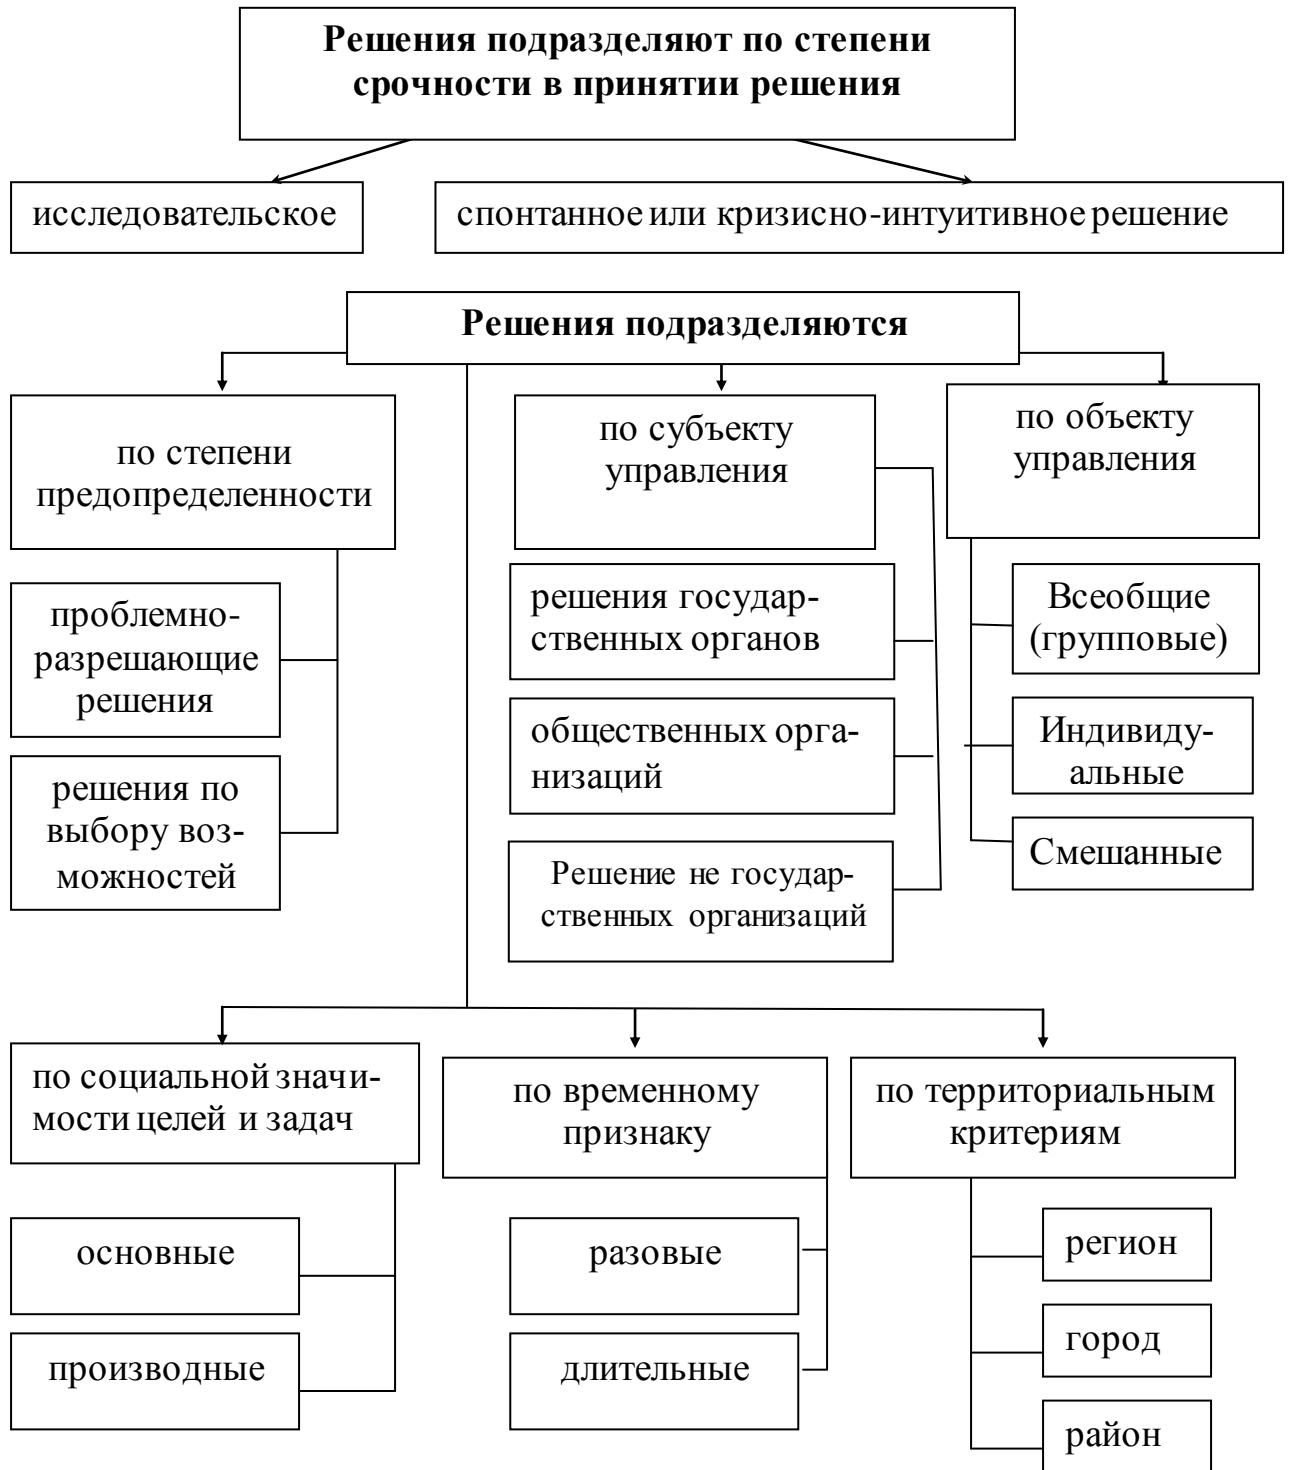 Решения подразделяют по степени
срочности в принятии решения
исследовательское
спонтанное или кризисно-интуитивное решение
Решения подразделяются
по степени
предопределенности
проблемно-
разрешающие
решения
решения по
выбору воз-
можностей
по субъекту
управления
решения государ-
ственных органов
общественных орга-
низаций
Решение не государ-
ственных организаций
по объекту
управления
Всеобщие
(групповые)
Индивиду-
альные
Смешанные
по социальной значи-
мости целей и задач
основные
производные
по временному
признаку
разовые
длительные
по территориальным
критериям
регион
город
район